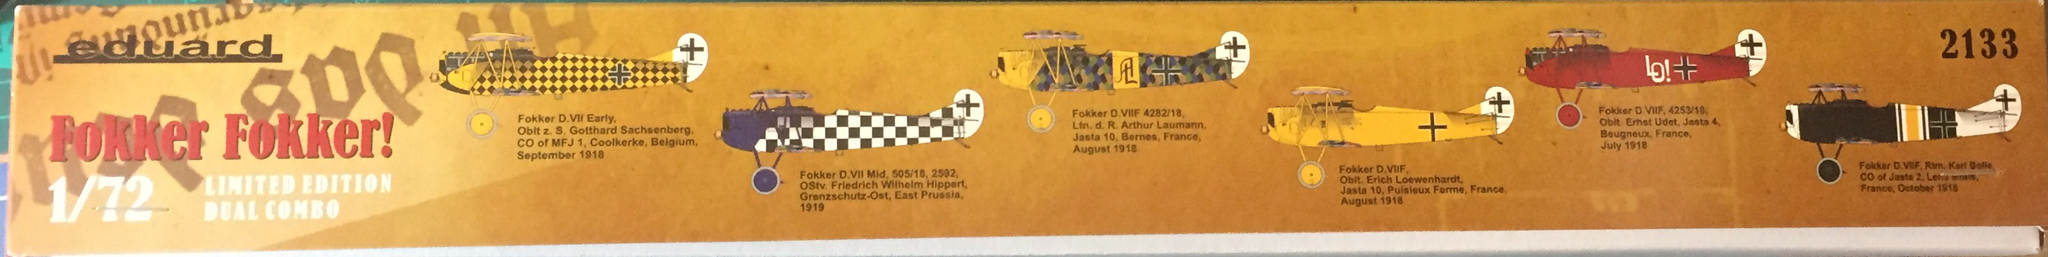 eduard
Fokker Fokker!
1/72
LIMITED EDITION
DUAL COMBO
Fokker D.VII Early,
Oblt z. S. Gotthard Sachsenberg,
CO of MFJ 1, Coolkerke, Belgium,
September 1918
Fokker D.VII Mid, 505/18, 2592,
OStv. Friedrich Wilhelm Hippert,
Grenzschutz-Ost, East Prussia,
1919
Fokker D.VIIF 4282/18,
Ltn. d. R. Arthur Laumann,
Jasta 10, Bernes, France,
August 1918
AL
Fokker D.VIIF,
Oblt. Erich Loewenhardt,
Jasta 10, Puisieux Ferme, France,
August 1918
LO!
Fokker D.VIIF, 4253/18,
Oblt. Ernst Udet, Jasta 4,
Beugneux, France,
July 1918
Fokker D.VIIF, Rtm. Karl Bolle,
CO of Jasta 2,
France, October 1918
2133
das